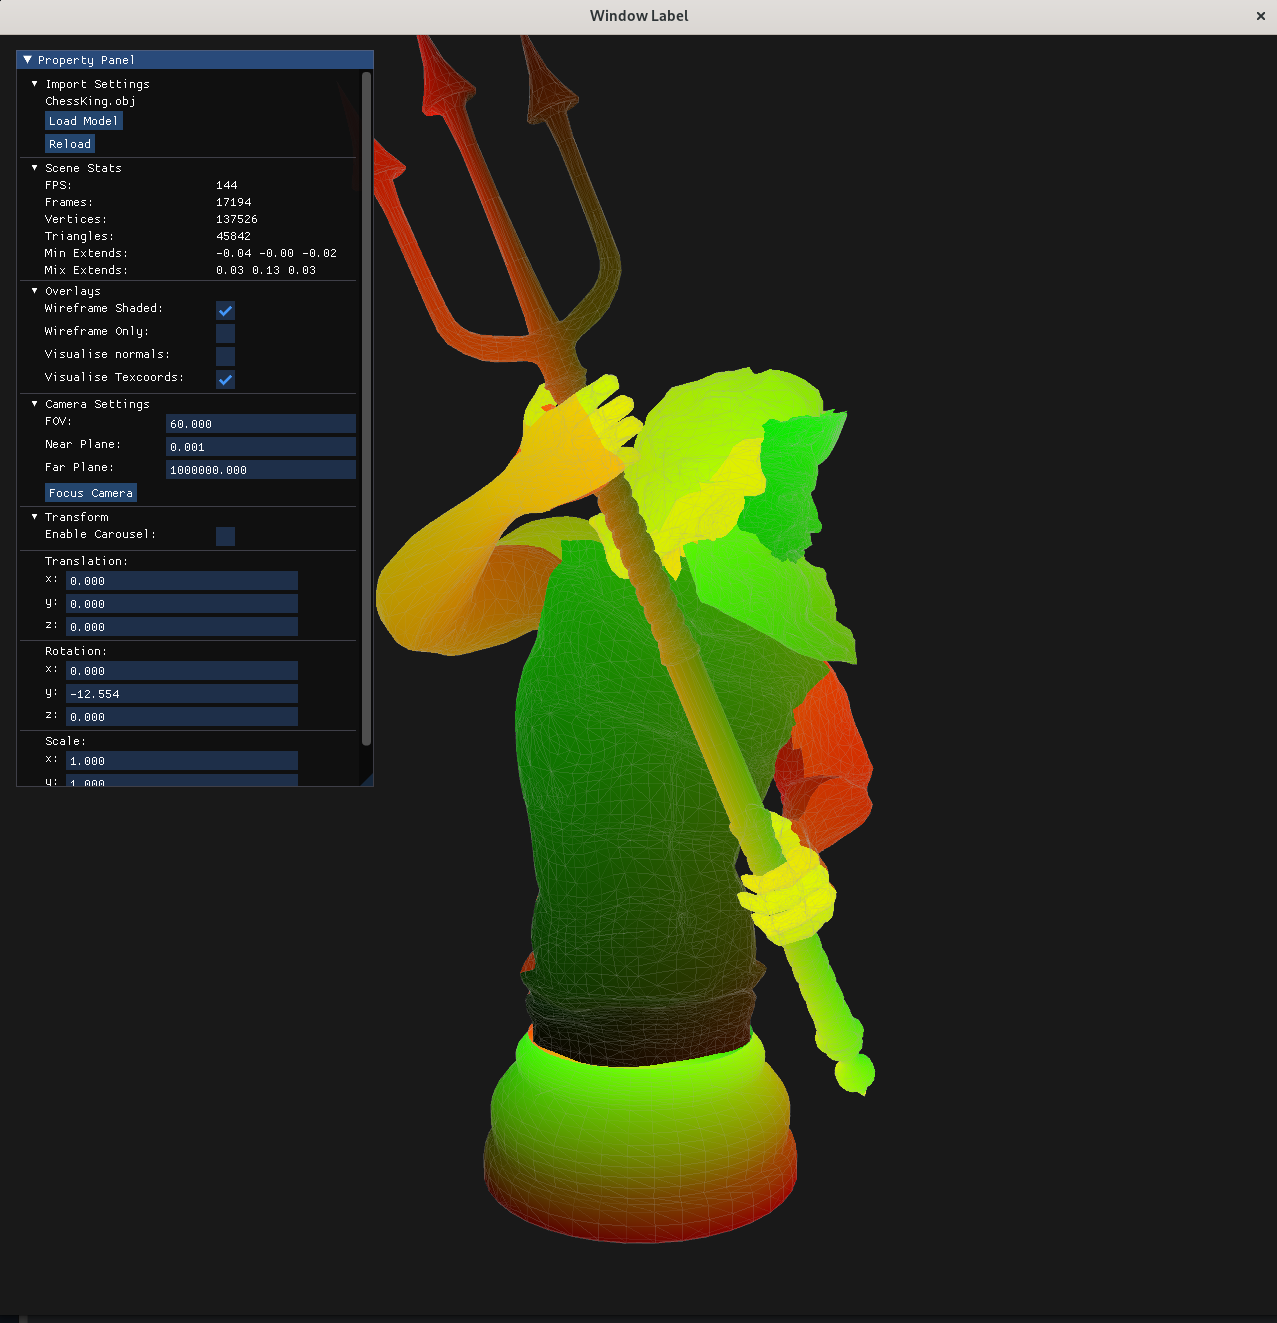 Window Label
Property Panel
Import Settings
ChessKing.obj
Load Model
Reload
Scene Stats
FPS: 144
Frames: 17194
Vertices: 137526
Triangles: 45842
Min Extends: -0.04 -0.00 -0.02
Mix Extends: 0.03 0.13 0.03
Overlays
Wireframe Shaded:
Wireframe Only:
Visualise normals:
Visualise Texcoords:
Camera Settings
FOV: 60.000
Near Plane: 0.001
Far Plane: 1000000.000
Focus Camera
Transform
Enable Carousel:
Translation:
x: 0.000
y: 0.000
z: 0.000
Rotation:
x: 0.000
y: -12.554
z: 0.000
Scale:
x: 1.000
y: 1.000